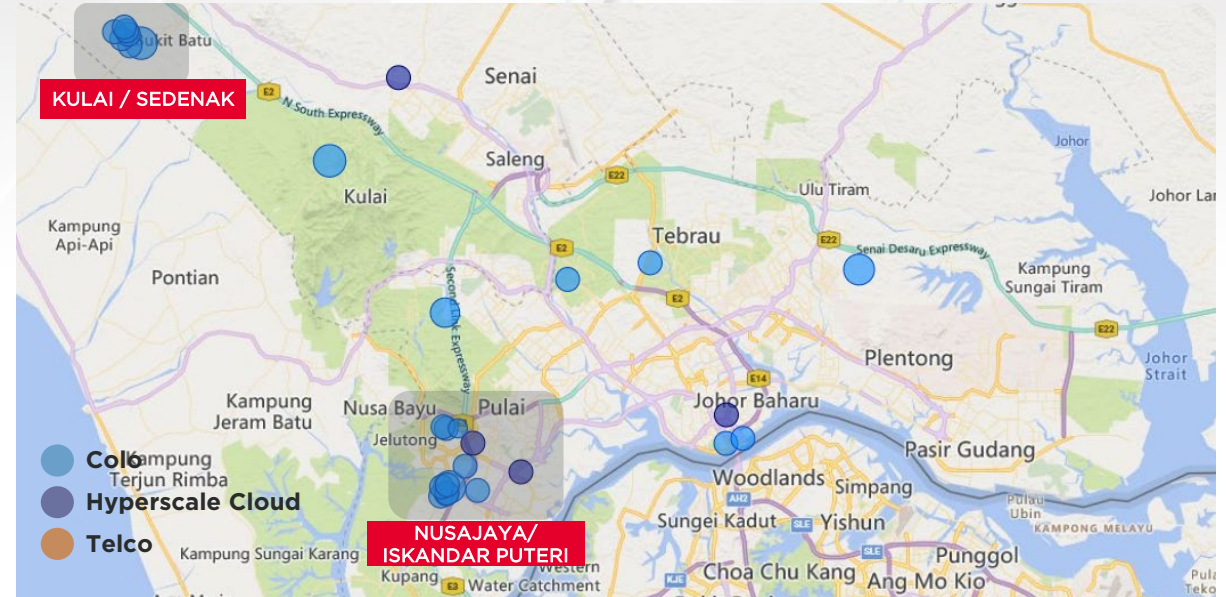 Bukit Batu
KULAI / SEDENAK
E2
N South Expressway
Senai
Saleng
E22
Johor
Kulai
Ulu Tiram
Johor Lar
Kampung
Api-Api
Tebrau
E2
E22
Senai Desaru Expressway
Pontian
Kampung
Sungai Tiram
Second Link Expressway
E2
E22
Plentong
Johor
Strait
E14
Kampung
Jeram Batu
Nusa Bayu
Pulai
Johor Baharu
Jelutong
Pasir Gudang
Colo
Kampung
Terjun Rimba
Woodlands
Simpang
Hyperscale Cloud
AH2
Pulau
Ubin
Sungei Kadut
SLE
Yishun
KAMPONG MELAYU
Telco
NUSAJAYA/
ISKANDAR PUTERI
Kampung Sungai Karang
SLE
Punggol
Kupang
Western
Water Catchment
E3
KJE
Choa Chu Kang
Ang Mo Kio